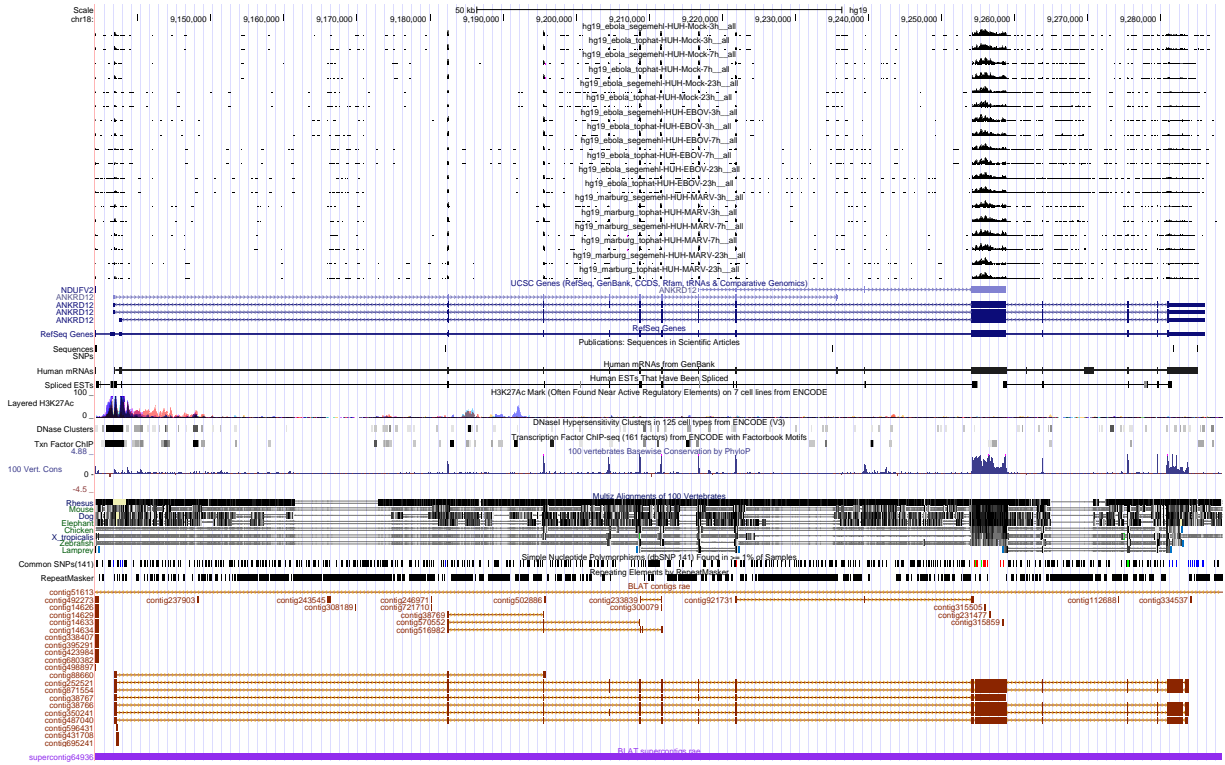 Scale 50 kb hg19
chr18: 9,150,000 9,160,000 9,170,000 9,180,000 9,190,000 9,200,000 9,210,000 9,220,000 9,230,000 9,240,000 9,250,000 9,260,000 9,270,000 9,280,000
hg19_ebola_segemehl-HUH-Mock-3h__all
hg19_ebola_tophat-HUH-Mock-3h__all
hg19_ebola_segemehl-HUH-Mock-7h__all
hg19_ebola_tophat-HUH-Mock-7h__all
hg19_ebola_segemehl-HUH-Mock-23h__all
hg19_ebola_tophat-HUH-Mock-23h__all
hg19_ebola_segemehl-HUH-EBOV-3h__all
hg19_ebola_tophat-HUH-EBOV-3h__all
hg19_ebola_segemehl-HUH-EBOV-7h__all
hg19_ebola_tophat-HUH-EBOV-7h__all
hg19_ebola_segemehl-HUH-EBOV-23h__all
hg19_ebola_tophat-HUH-EBOV-23h__all
hg19_marburg_segemehl-HUH-MARV-3h__all
hg19_marburg_tophat-HUH-MARV-3h__all
hg19_marburg_segemehl-HUH-MARV-7h__all
hg19_marburg_tophat-HUH-MARV-7h__all
hg19_marburg_segemehl-HUH-MARV-23h__all
hg19_marburg_tophat-HUH-MARV-23h__all
UCSC Genes (RefSeq, GenBank, CCDS, Rfam, tRNAs & Comparative Genomics)
NDUFV2 ANKRD12
ANKRD12
ANKRD12
ANKRD12
ANKRD12
RefSeq Genes
RefSeq Genes
Publications: Sequences in Scientific Articles
Sequences
SNPs
Human mRNAs from GenBank
Human mRNAs
Human ESTs That Have Been Spliced
Spliced ESTs
H3K27Ac Mark (Often Found Near Active Regulatory Elements) on 7 cell lines from ENCODE
100
Layered H3K27Ac
0
DNaseI Hypersensitivity Clusters in 125 cell types from ENCODE (V3)
DNase Clusters
Transcription Factor ChIP-seq (161 factors) from ENCODE with Factorbook Motifs
Txn Factor ChIP
100 vertebrates Basewise Conservation by PhyloP
4.88
100 Vert. Cons
0
-4.5
Multiz Alignments of 100 Vertebrates
Rhesus
Mouse
Dog
Elephant
Chicken
X_tropicalis
Zebrafish
Lamprey
Simple Nucleotide Polymorphisms (dbSNP 141) Found in >= 1% of Samples
Common SNPs(141)
Repeating Elements by RepeatMasker
RepeatMasker
BLAT contigs rae
contig51613
contig492273 contig237903 contig243545 contig246971 contig502886 contig233839 contig921731 contig112688 contig334537
contig14626 contig308189 contig721710 contig300079 contig315505
contig14629 contig38769 contig231477
contig14633 contig570552 contig315859
contig14634 contig516982
contig338407
contig395291
contig423984
contig680382
contig498897
contig88660
contig252521
contig871554
contig38767
contig38766
contig350241
contig487040
contig596431
contig431708
contig695241
BLAT supercontigs rae
supercontig64936